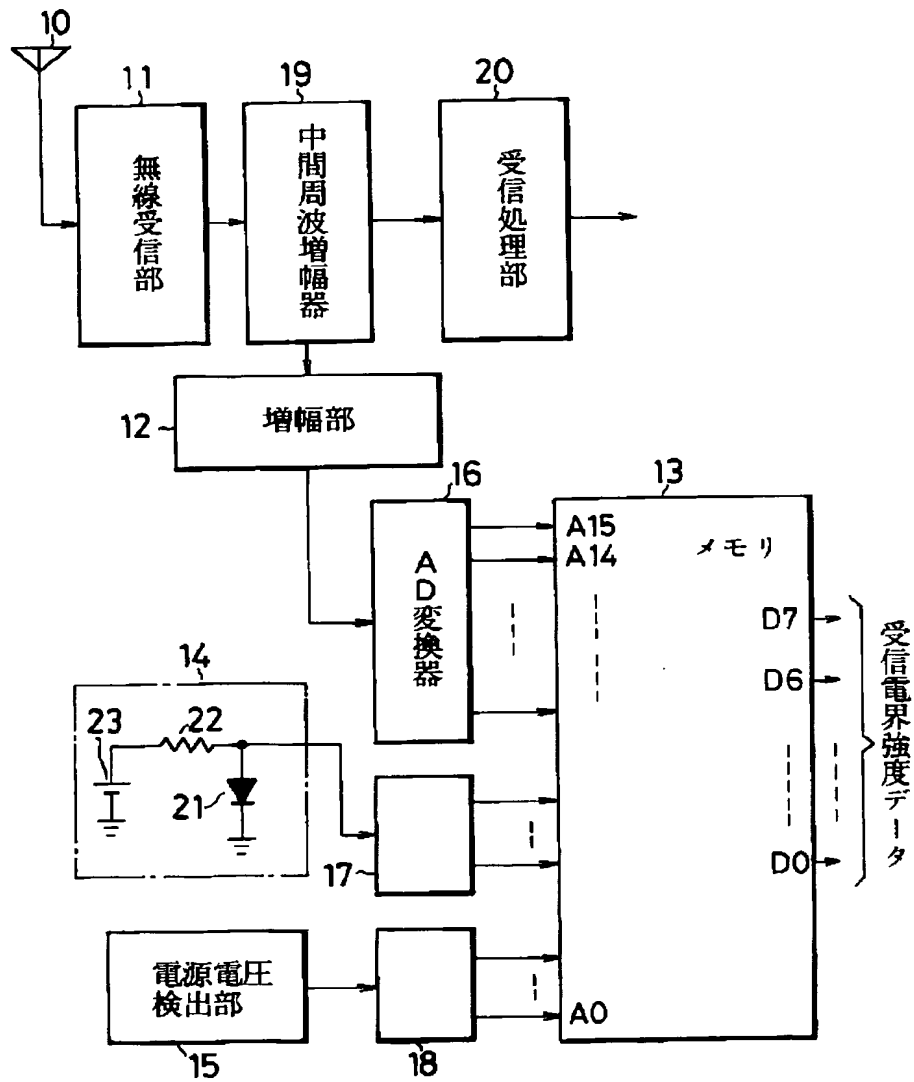 10
11
19
20
無線受信部
中間周波増幅器
受信処理部
12
増幅部
16
13
AD変換器
A15
A14
メモリ
D7
D6
D0
受信電界強度データ
14
23
22
21
17
電源電圧
検出部
15
18
A0